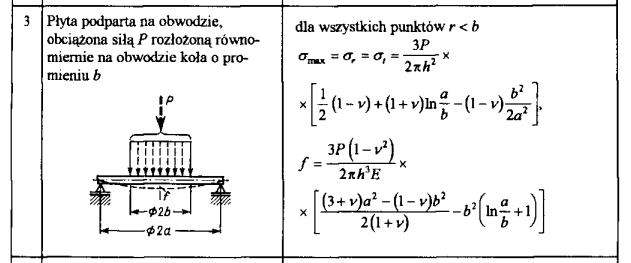 3
Płyta podparta na obwodzie,
obciążona siłą P rozłożoną równo-
miernie na obwodzie koła o pro-
mieniu b
P
f
ϕ2b
ϕ2a
dla wszystkich punktów r < b
σmax = σr = σt = 3P/(2πh²) ×
× [1/2 (1 − ν) + (1 + ν)ln a/b − (1 − ν) b²/(2a²)],
f = 3P(1 − ν²)/(2πh³E) ×
× [((3 + ν)a² − (1 − ν)b²)/(2(1 + ν)) − b²(ln a/b + 1)]